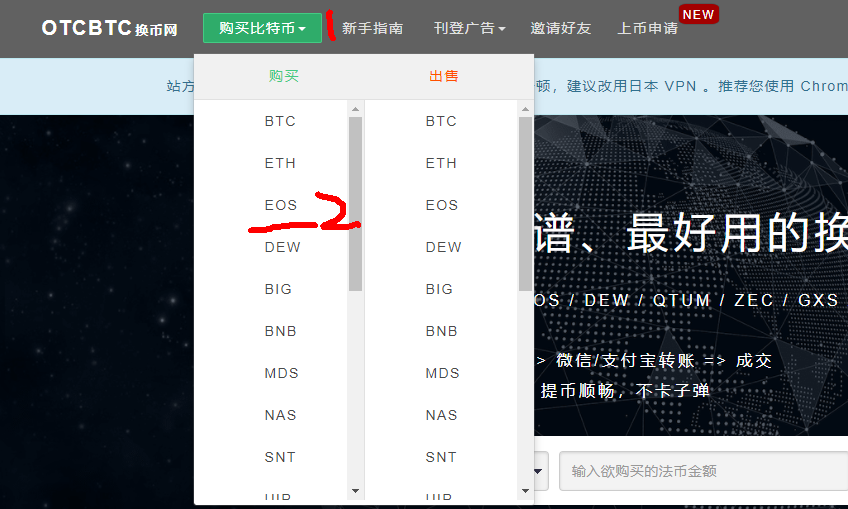 OTCBTC 换币网 购买比特币 1 新手指南 刊登广告 邀请好友 上币申请 NEW
购买 出售
站方 顿，建议改用日本 VPN 。推荐您使用 Chrom
BTC BTC
ETH ETH
EOS 2 EOS
DEW DEW
BIG BIG
BNB BNB
MDS MDS
NAS NAS
SNT SNT
谱、最好用的换
OS / DEW / QTUM / ZEC / GXS
> 微信/支付宝转账 => 成交
提币顺畅，不卡子弹
输入欲购买的法币金额